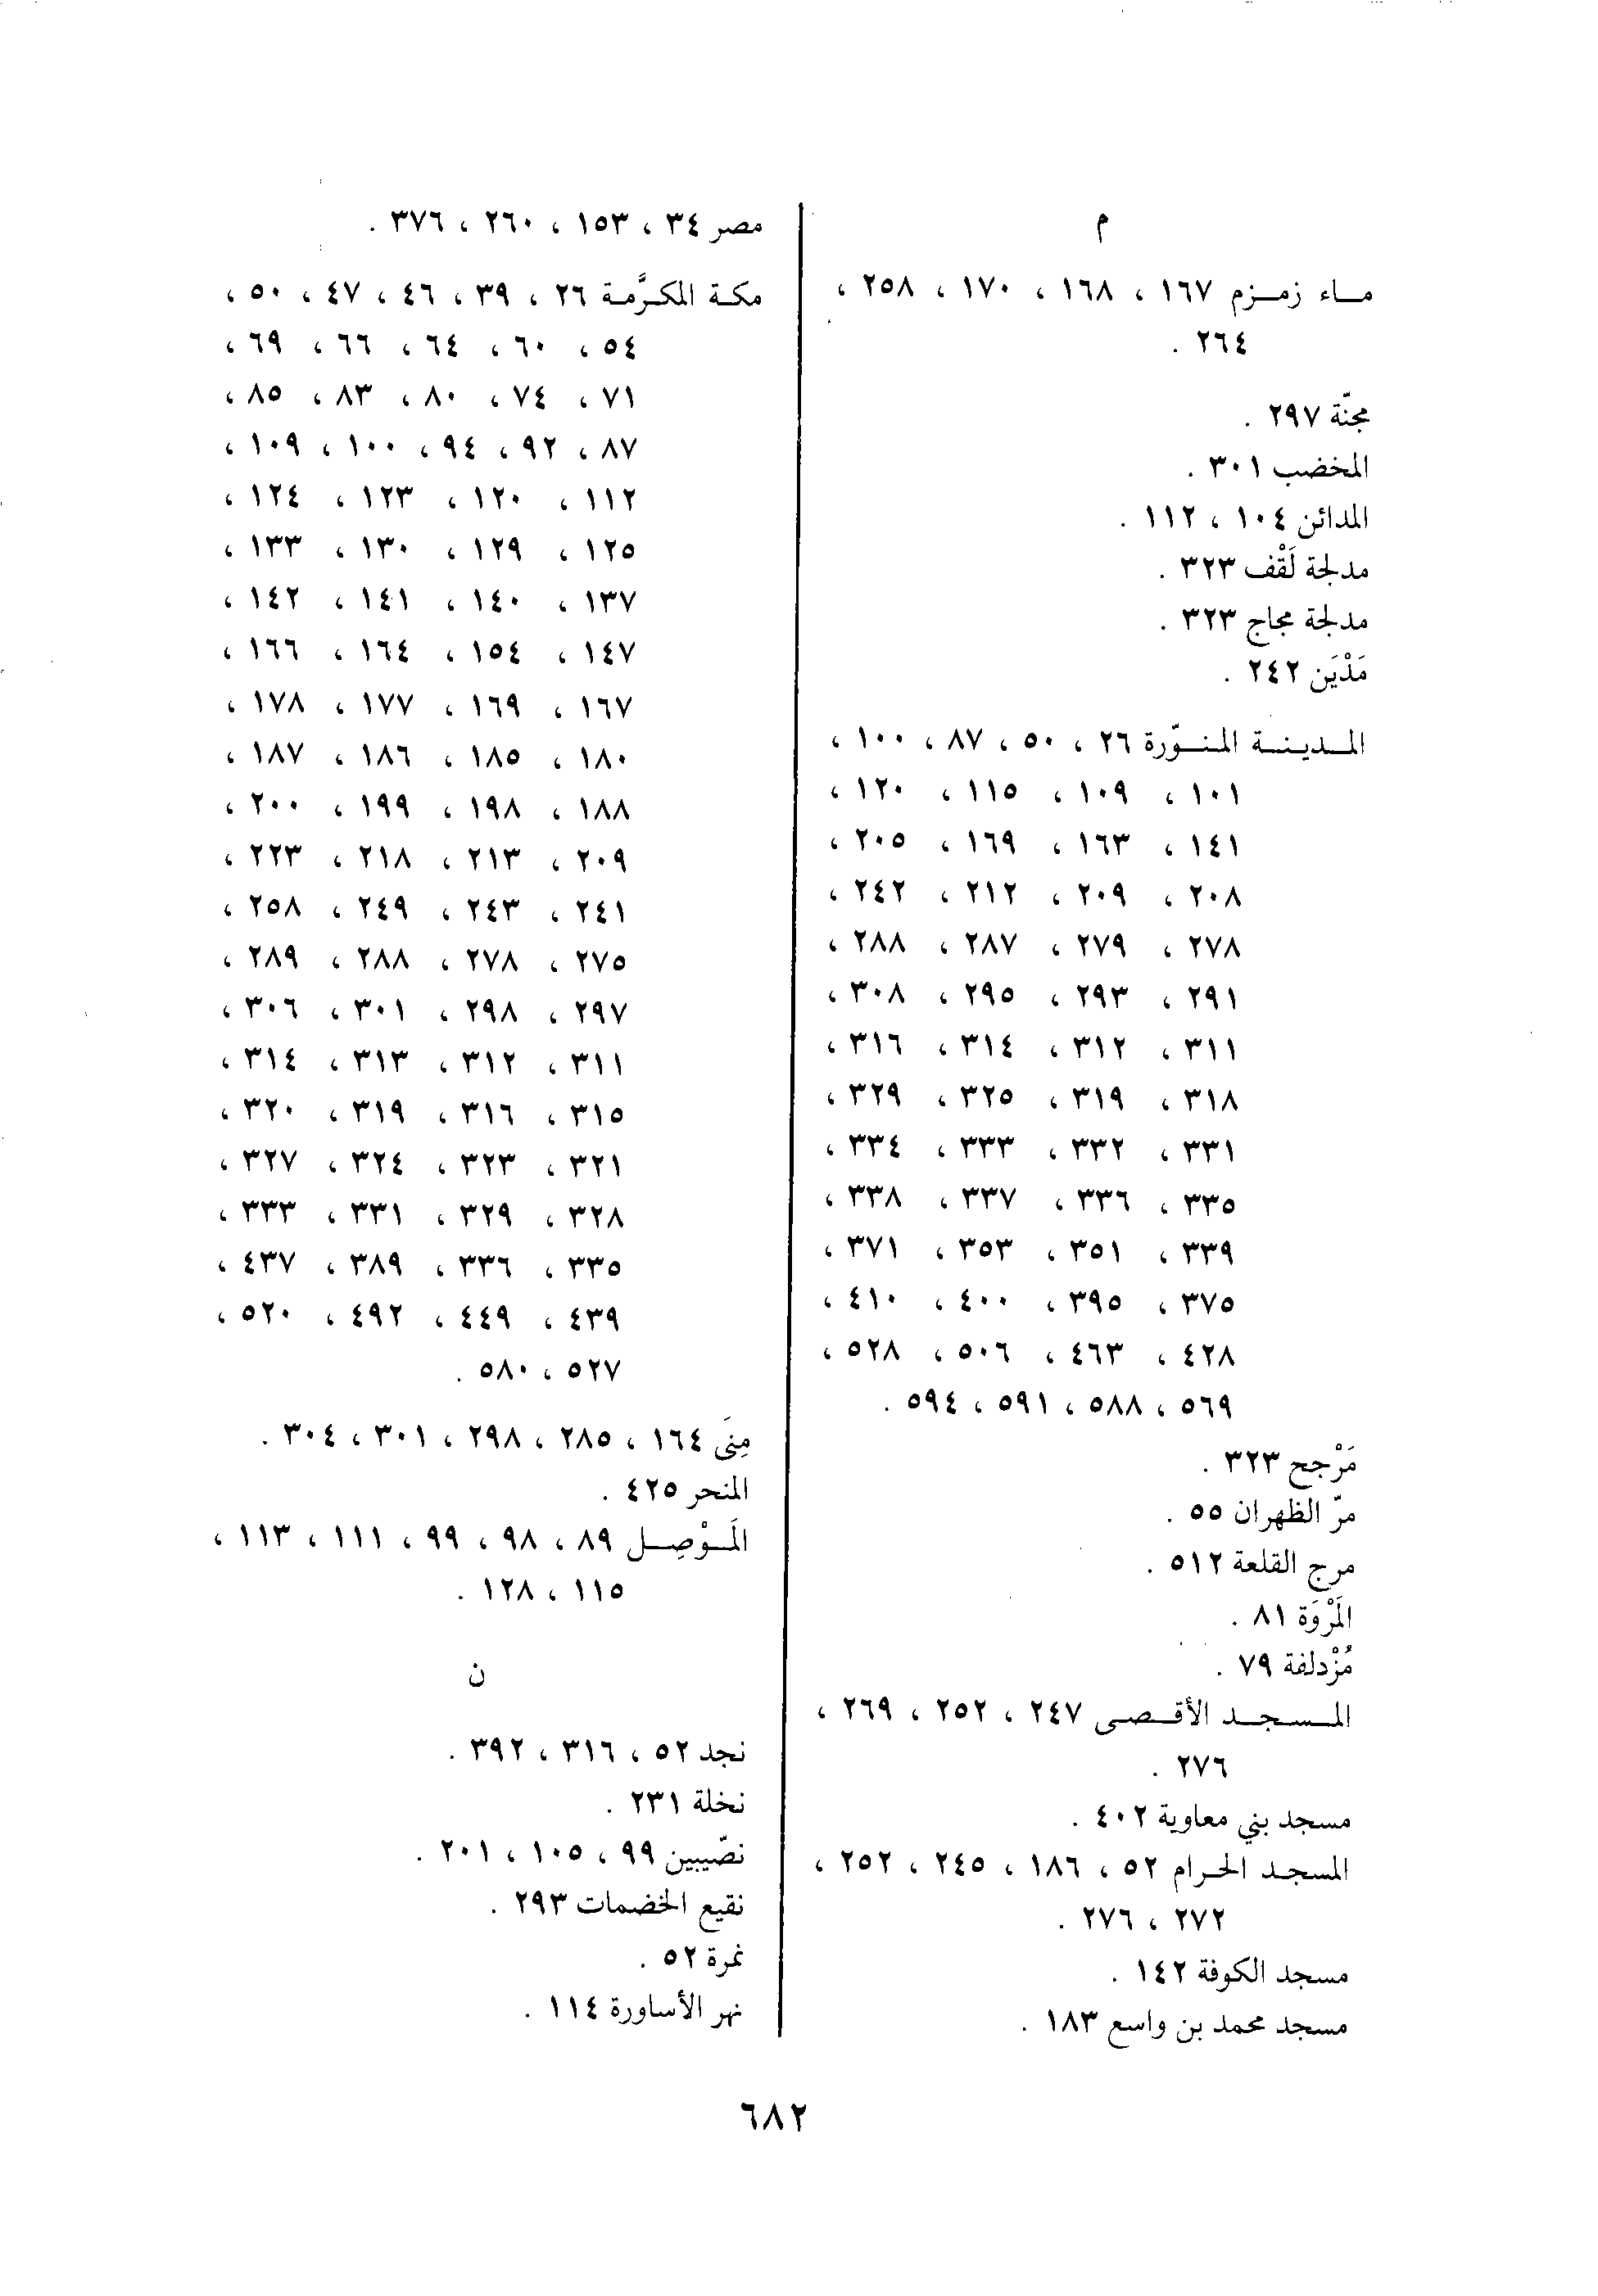 م
ماء زمزم ١٦٧ ، ١٦٨ ، ١٧٠ ، ٢٥٨ ،
٢٦٤ .
مجنّة ٢٩٧ .
المخضب ٣٠١ .
المدائن ١٠٤ ، ١١٢ .
مدلجة لَقْف ٣٢٣ .
مدلجة مجاج ٣٢٣ .
مَدْيَن ٢٤٢ .
المدينة المنوّرة ٢٦ ، ٥٠ ، ٨٧ ، ١٠٠ ،
١٠١ ، ١٠٩ ، ١١٥ ، ١٢٠ ،
١٤١ ، ١٦٣ ، ١٦٩ ، ٢٠٥ ،
٢٠٨ ، ٢٠٩ ، ٢١٢ ، ٢٤٢ ،
٢٧٨ ، ٢٧٩ ، ٢٨٧ ، ٢٨٨ ،
٢٩١ ، ٢٩٣ ، ٢٩٥ ، ٣٠٨ ،
٣١١ ، ٣١٢ ، ٣١٤ ، ٣١٦ ،
٣١٨ ، ٣١٩ ، ٣٢٥ ، ٣٢٩ ،
٣٣١ ، ٣٣٢ ، ٣٣٣ ، ٣٣٤ ،
٣٣٥ ، ٣٣٦ ، ٣٣٧ ، ٣٣٨ ،
٣٣٩ ، ٣٥١ ، ٣٥٣ ، ٣٧١ ،
٣٧٥ ، ٣٩٥ ، ٤٠٠ ، ٤١٠ ،
٤٢٨ ، ٤٦٣ ، ٥٠٦ ، ٥٢٨ ،
٥٦٩ ، ٥٨٨ ، ٥٩١ ، ٥٩٤ .
مَرْجح ٣٢٣ .
مرّ الظهران ٥٥ .
مرج القلعة ٥١٢ .
المَرْوَة ٨١ .
مُزْدلفة ٧٩ .
المسجد الأقصى ٢٤٧ ، ٢٥٢ ، ٢٦٩ ،
٢٧٦ .
مسجد بني معاوية ٤٠٢ .
المسجد الحرام ٥٢ ، ١٨٦ ، ٢٤٥ ، ٢٥٢ ،
٢٧٢ ، ٢٧٦ .
مسجد الكوفة ١٤٢ .
مسجد محمد بن واسع ١٨٣ .
مصر ٣٤ ، ١٥٣ ، ٢٦٠ ، ٣٧٦ .
مكة المكرَّمة ٢٦ ، ٣٩ ، ٤٦ ، ٤٧ ، ٥٠ ،
٥٤ ، ٦٠ ، ٦٤ ، ٦٦ ، ٦٩ ،
٧١ ، ٧٤ ، ٨٠ ، ٨٣ ، ٨٥ ،
٨٧ ، ٩٢ ، ٩٤ ، ١٠٠ ، ١٠٩ ،
١١٢ ، ١٢٠ ، ١٢٣ ، ١٢٤ ،
١٢٥ ، ١٢٩ ، ١٣٠ ، ١٣٣ ،
١٣٧ ، ١٤٠ ، ١٤١ ، ١٤٢ ،
١٤٧ ، ١٥٤ ، ١٦٤ ، ١٦٦ ،
١٦٧ ، ١٦٩ ، ١٧٧ ، ١٧٨ ،
١٨٠ ، ١٨٥ ، ١٨٦ ، ١٨٧ ،
١٨٨ ، ١٩٨ ، ١٩٩ ، ٢٠٠ ،
٢٠٩ ، ٢١٣ ، ٢١٨ ، ٢٢٣ ،
٢٤١ ، ٢٤٣ ، ٢٤٩ ، ٢٥٨ ،
٢٧٥ ، ٢٧٨ ، ٢٨٨ ، ٢٨٩ ،
٢٩٧ ، ٢٩٨ ، ٣٠١ ، ٣٠٦ ،
٣١١ ، ٣١٢ ، ٣١٣ ، ٣١٤ ،
٣١٥ ، ٣١٦ ، ٣١٩ ، ٣٢٠ ،
٣٢١ ، ٣٢٣ ، ٣٢٤ ، ٣٢٧ ،
٣٢٨ ، ٣٢٩ ، ٣٣١ ، ٣٣٣ ،
٣٣٥ ، ٣٣٦ ، ٣٨٩ ، ٤٣٧ ،
٤٣٩ ، ٤٤٩ ، ٤٩٢ ، ٥٢٠ ،
٥٢٧ ، ٥٨٠ .
مِنَى ١٦٤ ، ٢٨٥ ، ٢٩٨ ، ٣٠١ ، ٣٠٤ .
المنحر ٤٢٥ .
المَوْصِل ٨٩ ، ٩٨ ، ٩٩ ، ١١١ ، ١١٣ ،
١١٥ ، ١٢٨ .
ن
نجد ٥٢ ، ٣١٦ ، ٣٩٢ .
نخلة ٢٣١ .
نصّيبين ٩٩ ، ١٠٥ ، ٢٠١ .
نقيع الخضمات ٢٩٣ .
نمرة ٥٢ .
نهر الأساورة ١١٤ .
٦٨٢